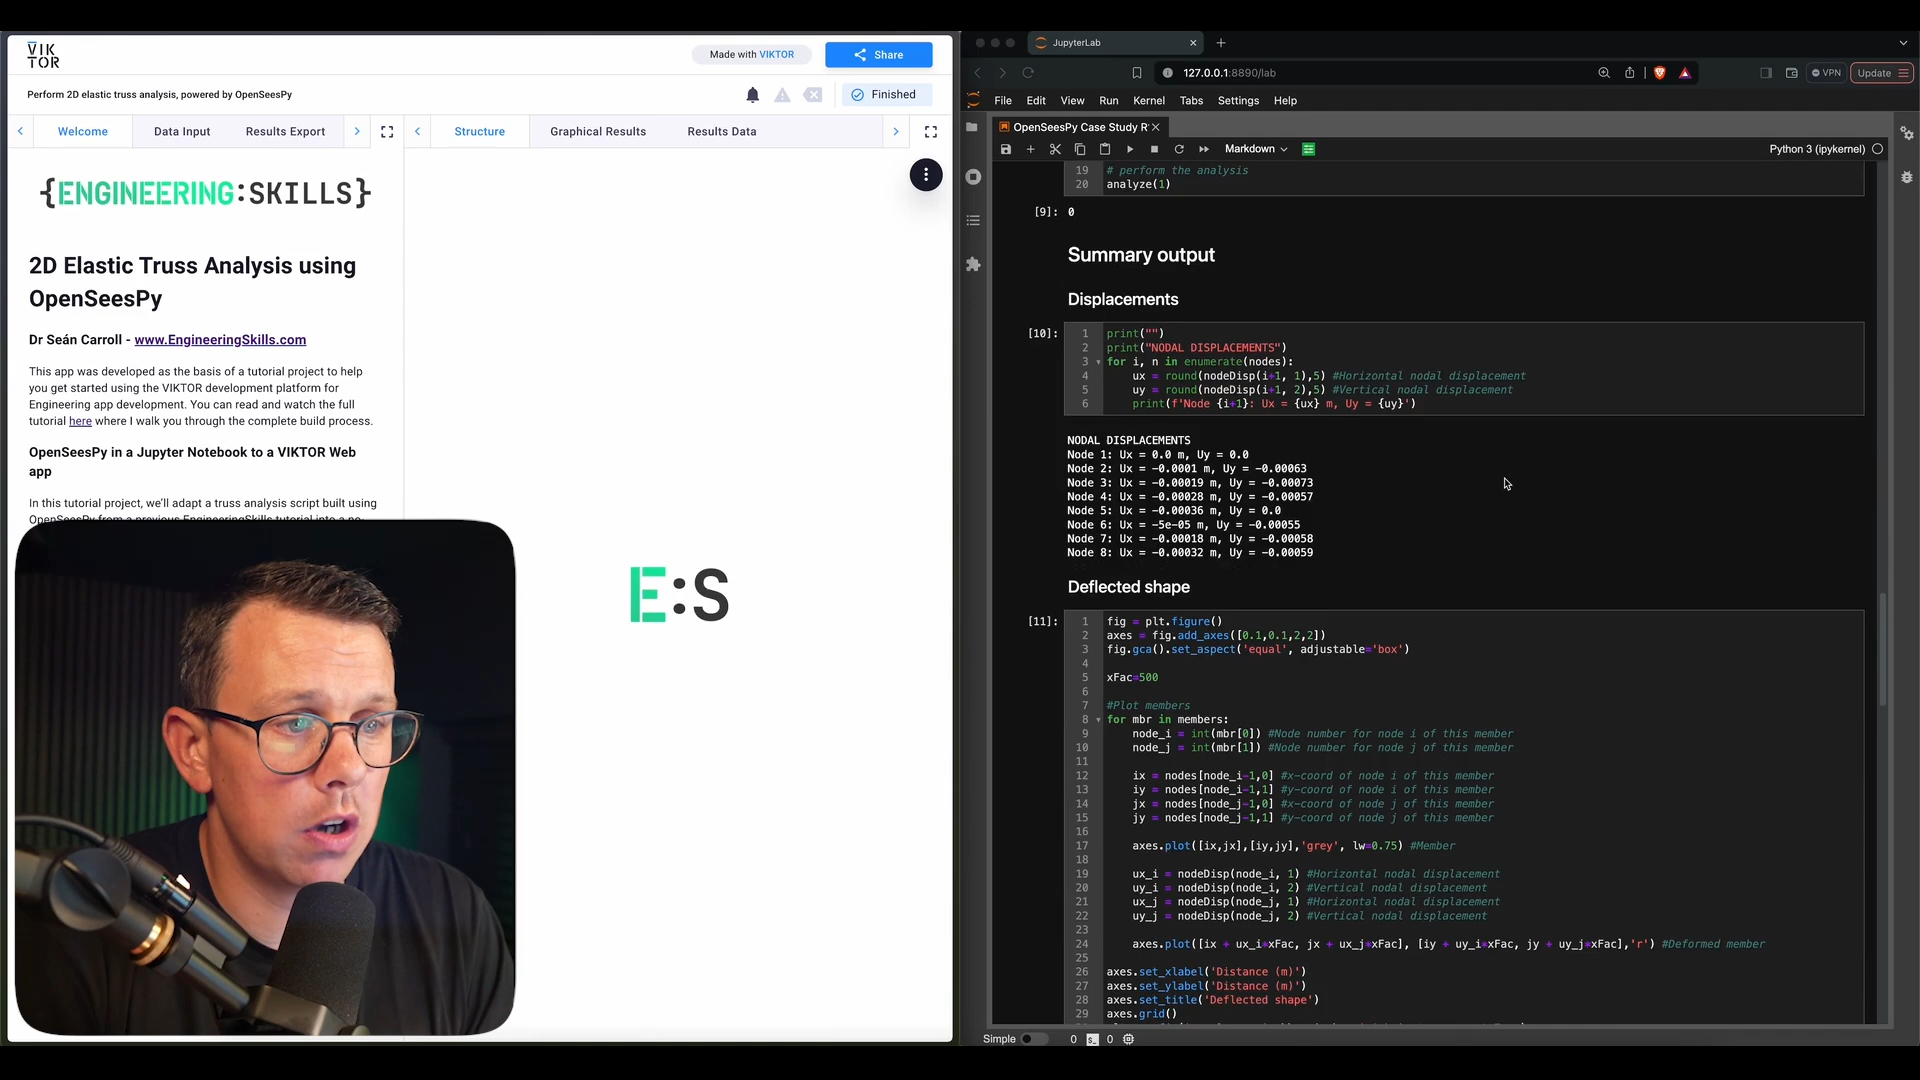 VIK
TOR
Made with VIKTOR
Share
Perform 2D elastic truss analysis, powered by OpenSeesPy
Finished
Welcome
Data Input
Results Export
Structure
Graphical Results
Results Data
{ENGINEERING:SKILLS}
2D Elastic Truss Analysis using
OpenSeesPy
Dr Seán Carroll - www.EngineeringSkills.com
This app was developed as the basis of a tutorial project to help
you get started using the VIKTOR development platform for
Engineering app development. You can read and watch the full
tutorial here where I walk you through the complete build process.
OpenSeesPy in a Jupyter Notebook to a VIKTOR Web
app
In this tutorial project, we'll adapt a truss analysis script built using
OpenSeesPy from a previous EngineeringSkills tutorial into a no-
E:S
JupyterLab
127.0.0.1:8890/lab
VPN
Update
File Edit View Run Kernel Tabs Settings Help
OpenSeesPy Case Study R
Markdown
Python 3 (ipykernel)
19 # perform the analysis
20 analyze(1)
[9]: 0
Summary output
Displacements
[10]:
1 print("")
2 print("NODAL DISPLACEMENTS")
3 for i, n in enumerate(nodes):
4 ux = round(nodeDisp(i+1, 1),5) #Horizontal nodal displacement
5 uy = round(nodeDisp(i+1, 2),5) #Vertical nodal displacement
6 print(f'Node {i+1}: Ux = {ux} m, Uy = {uy}')
NODAL DISPLACEMENTS
Node 1: Ux = 0.0 m, Uy = 0.0
Node 2: Ux = -0.0001 m, Uy = -0.00063
Node 3: Ux = -0.00019 m, Uy = -0.00073
Node 4: Ux = -0.00028 m, Uy = -0.00057
Node 5: Ux = -0.00036 m, Uy = 0.0
Node 6: Ux = -5e-05 m, Uy = -0.00055
Node 7: Ux = -0.00018 m, Uy = -0.00058
Node 8: Ux = -0.00032 m, Uy = -0.00059
Deflected shape
[11]:
1 fig = plt.figure()
2 axes = fig.add_axes([0.1,0.1,2,2])
3 fig.gca().set_aspect('equal', adjustable='box')
4
5 xFac=500
6
7 #Plot members
8 for mbr in members:
9 node_i = int(mbr[0]) #Node number for node i of this member
10 node_j = int(mbr[1]) #Node number for node j of this member
11
12 ix = nodes[node_i-1,0] #x-coord of node i of this member
13 iy = nodes[node_i-1,1] #y-coord of node i of this member
14 jx = nodes[node_j-1,0] #x-coord of node j of this member
15 jy = nodes[node_j-1,1] #y-coord of node j of this member
16
17 axes.plot([ix,jx],[iy,jy],'grey', lw=0.75) #Member
18
19 ux_i = nodeDisp(node_i, 1) #Horizontal nodal displacement
20 uy_i = nodeDisp(node_i, 2) #Vertical nodal displacement
21 ux_j = nodeDisp(node_j, 1) #Horizontal nodal displacement
22 uy_j = nodeDisp(node_j, 2) #Vertical nodal displacement
23
24 axes.plot([ix + ux_i*xFac, jx + ux_j*xFac], [iy + uy_i*xFac, jy + uy_j*xFac],'r') #Deformed member
25
26 axes.set_xlabel('Distance (m)')
27 axes.set_ylabel('Distance (m)')
28 axes.set_title('Deflected shape')
29 axes.grid()
Simple 0 0